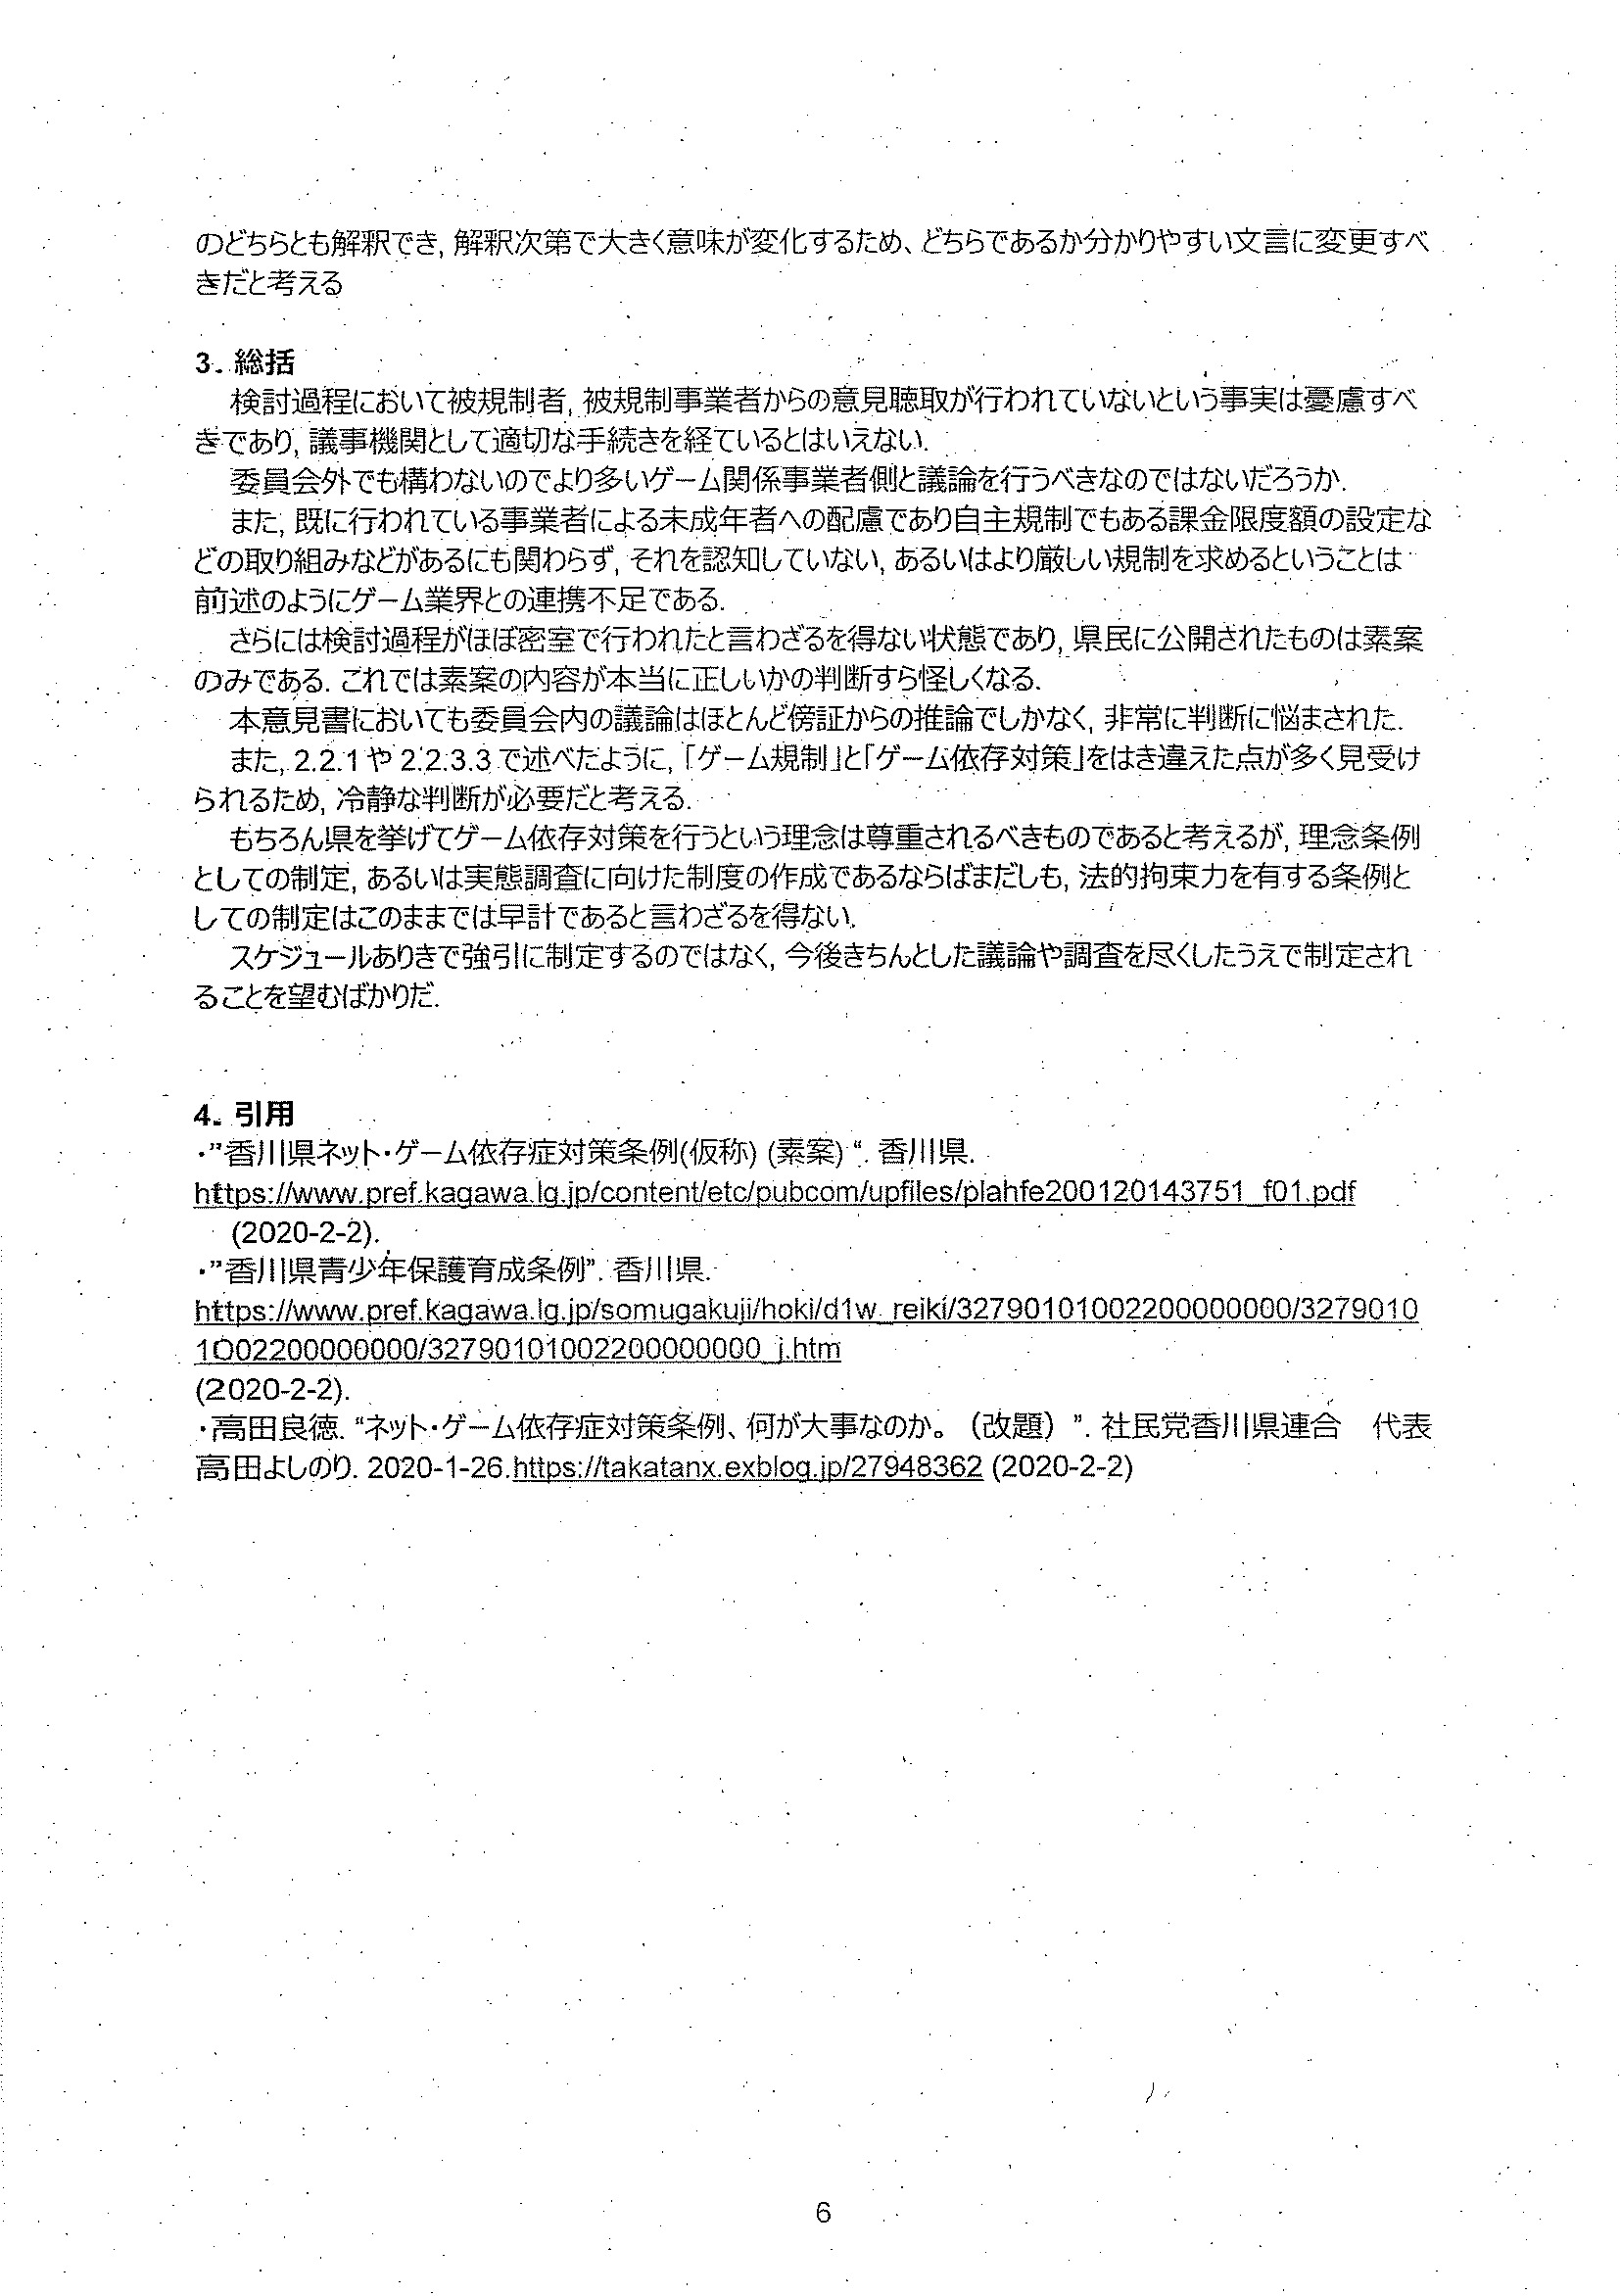 のどちらとも解釈でき, 解釈次第で大きく意味が変化するため、どちらであるか分かりやすい文言に変更すべ
きだと考える
3. 総括
検討過程において被規制者, 被規制事業者からの意見聴取が行われていないという事実は憂慮すべ
きであり, 議事機関として適切な手続きを経ているとはいえない.
委員会外でも構わないのでより多いゲーム関係事業者側と議論を行うべきなのではないだろうか.
また, 既に行われている事業者による未成年者への配慮であり自主規制でもある課金限度額の設定な
どの取り組みなどがあるにも関わらず, それを認知していない, あるいはより厳しい規制を求めるということは
前述のようにゲーム業界との連携不足である.
さらには検討過程がほぼ密室で行われたと言わざるを得ない状態であり, 県民に公開されたものは素案
のみである. これでは素案の内容が本当に正しいかの判断すら怪しくなる.
本意見書においても委員会内の議論はほとんど傍証からの推論でしかなく, 非常に判断に悩まされた.
また, 2.2.1 や 2.2.3.3 で述べたように, 「ゲーム規制」と「ゲーム依存対策」をはき違えた点が多く見受け
られるため, 冷静な判断が必要だと考える.
もちろん県を挙げてゲーム依存対策を行うという理念は尊重されるべきものであると考えるが, 理念条例
としての制定, あるいは実態調査に向けた制度の作成であるならばまだしも, 法的拘束力を有する条例と
しての制定はこのままでは早計であると言わざるを得ない.
スケジュールありきで強引に制定するのではなく, 今後きちんとした議論や調査を尽くしたうえで制定され
ることを望むばかりだ.
4. 引用
・”香川県ネット・ゲーム依存症対策条例(仮称) (素案) “. 香川県.
https://www.pref.kagawa.lg.jp/content/etc/pubcom/upfiles/plahfe200120143751_f01.pdf
(2020-2-2).
・”香川県青少年保護育成条例”. 香川県.
https://www.pref.kagawa.lg.jp/somugakuji/hoki/d1w_reiki/32790101002200000000/3279010
1002200000000/32790101002200000000_j.htm
(2020-2-2).
・高田良徳. “ネット・ゲーム依存症対策条例、何が大事なのか。（改題）”. 社民党香川県連合　代表
高田よしのり. 2020-1-26.https://takatanx.exblog.jp/27948362 (2020-2-2)
6